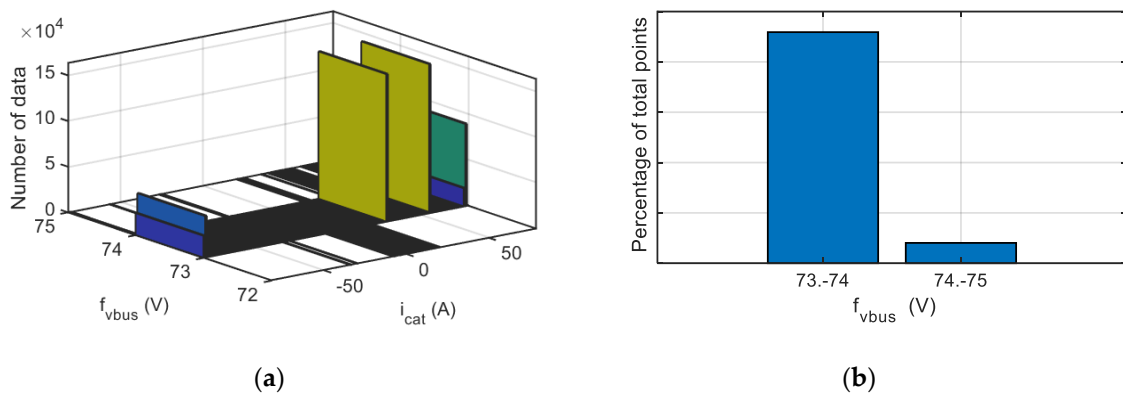 ×10⁴
Number of data
15
10
5
0
75
74
73
72
f_vbus (V)
-50
0
50
i_cat (A)
(a)
Percentage of total points
73.-74
74.-75
f_vbus (V)
(b)